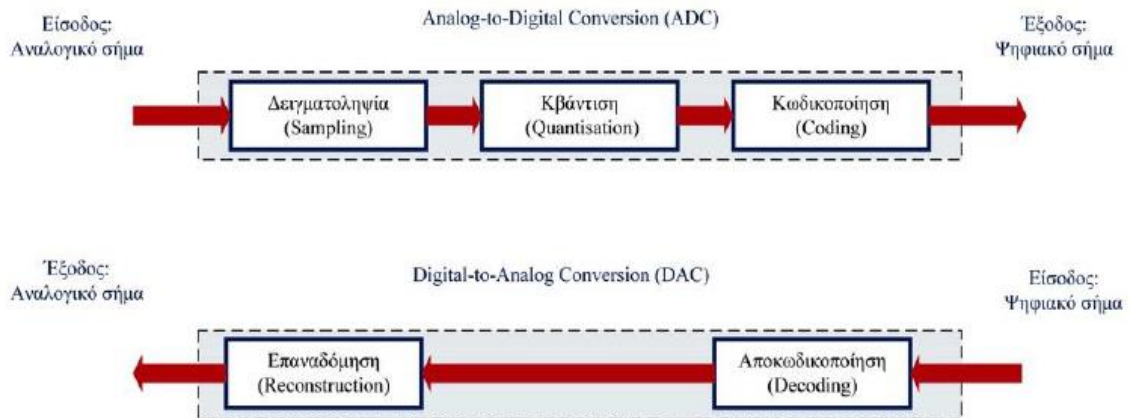 Analog-to-Digital Conversion (ADC)
Είσοδος:
Αναλογικό σήμα
Έξοδος:
Ψηφιακό σήμα
Δειγματοληψία
(Sampling)
Κβάντιση
(Quantisation)
Κωδικοποίηση
(Coding)
Έξοδος:
Αναλογικό σήμα
Digital-to-Analog Conversion (DAC)
Είσοδος:
Ψηφιακό σήμα
Επαναδόμηση
(Reconstruction)
Αποκωδικοποίηση
(Decoding)